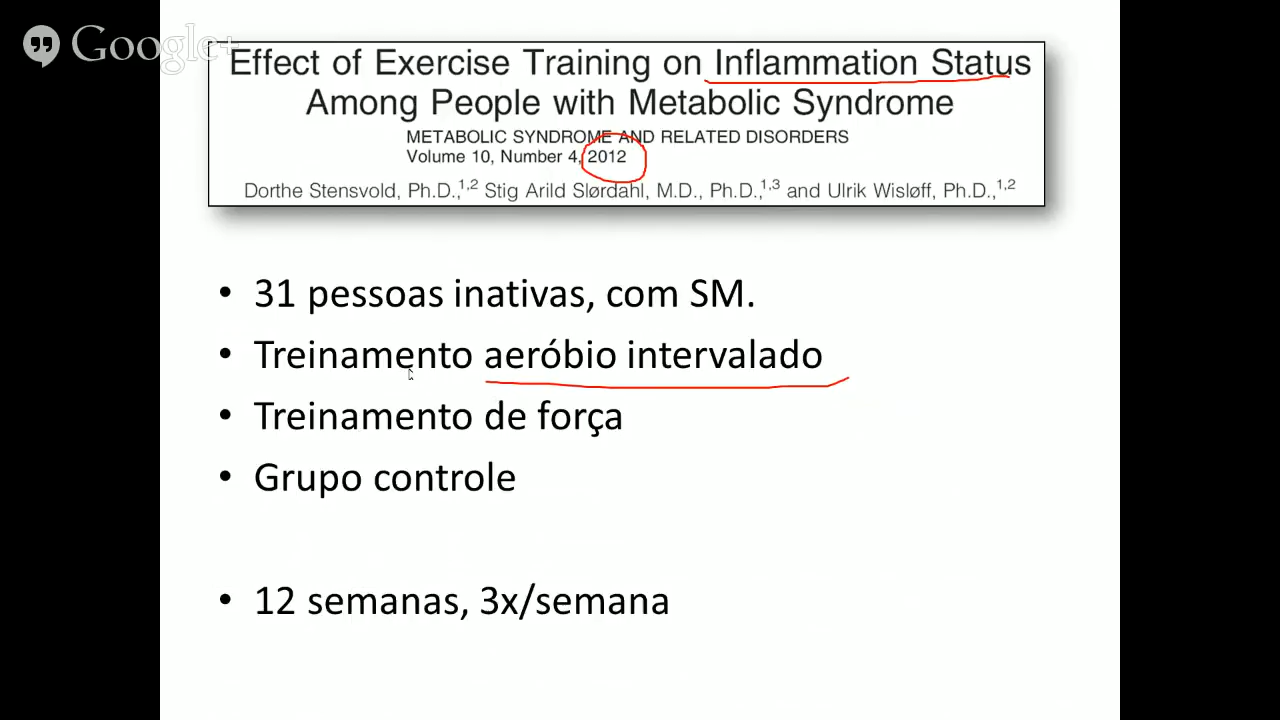 Google+
Effect of Exercise Training on Inflammation Status
Among People with Metabolic Syndrome
METABOLIC SYNDROME AND RELATED DISORDERS
Volume 10, Number 4, 2012
Dorthe Stensvold, Ph.D.,1,2 Stig Arild Slørdahl, M.D., Ph.D.,1,3 and Ulrik Wisløff, Ph.D.,1,2
• 31 pessoas inativas, com SM.
• Treinamento aeróbio intervalado
• Treinamento de força
• Grupo controle
• 12 semanas, 3x/semana